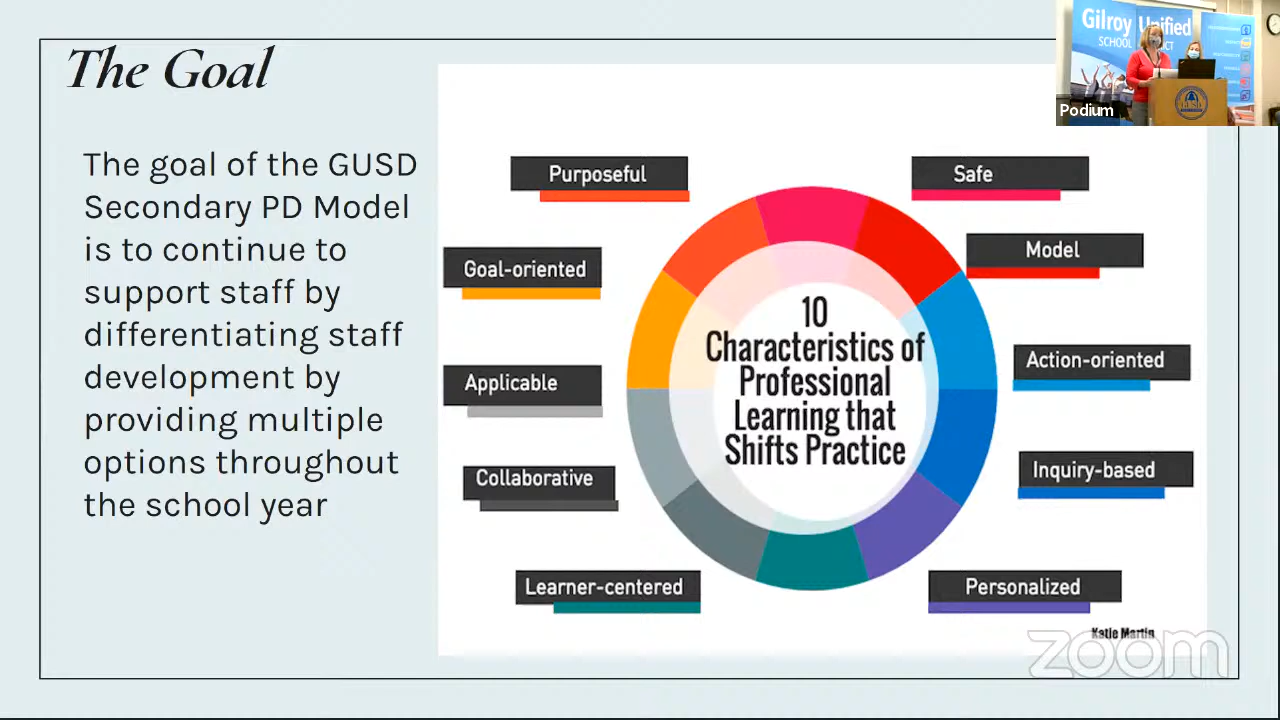 The Goal
The goal of the GUSD
Secondary PD Model
is to continue to
support staff by
differentiating staff
development by
providing multiple
options throughout
the school year
Purposeful
Safe
Goal-oriented
Model
Applicable
Action-oriented
Collaborative
Inquiry-based
Learner-centered
Personalized
10
Characteristics of
Professional
Learning that
Shifts Practice
Katie Martin
zoom
Gilroy Unified
SCHOOL
Podium